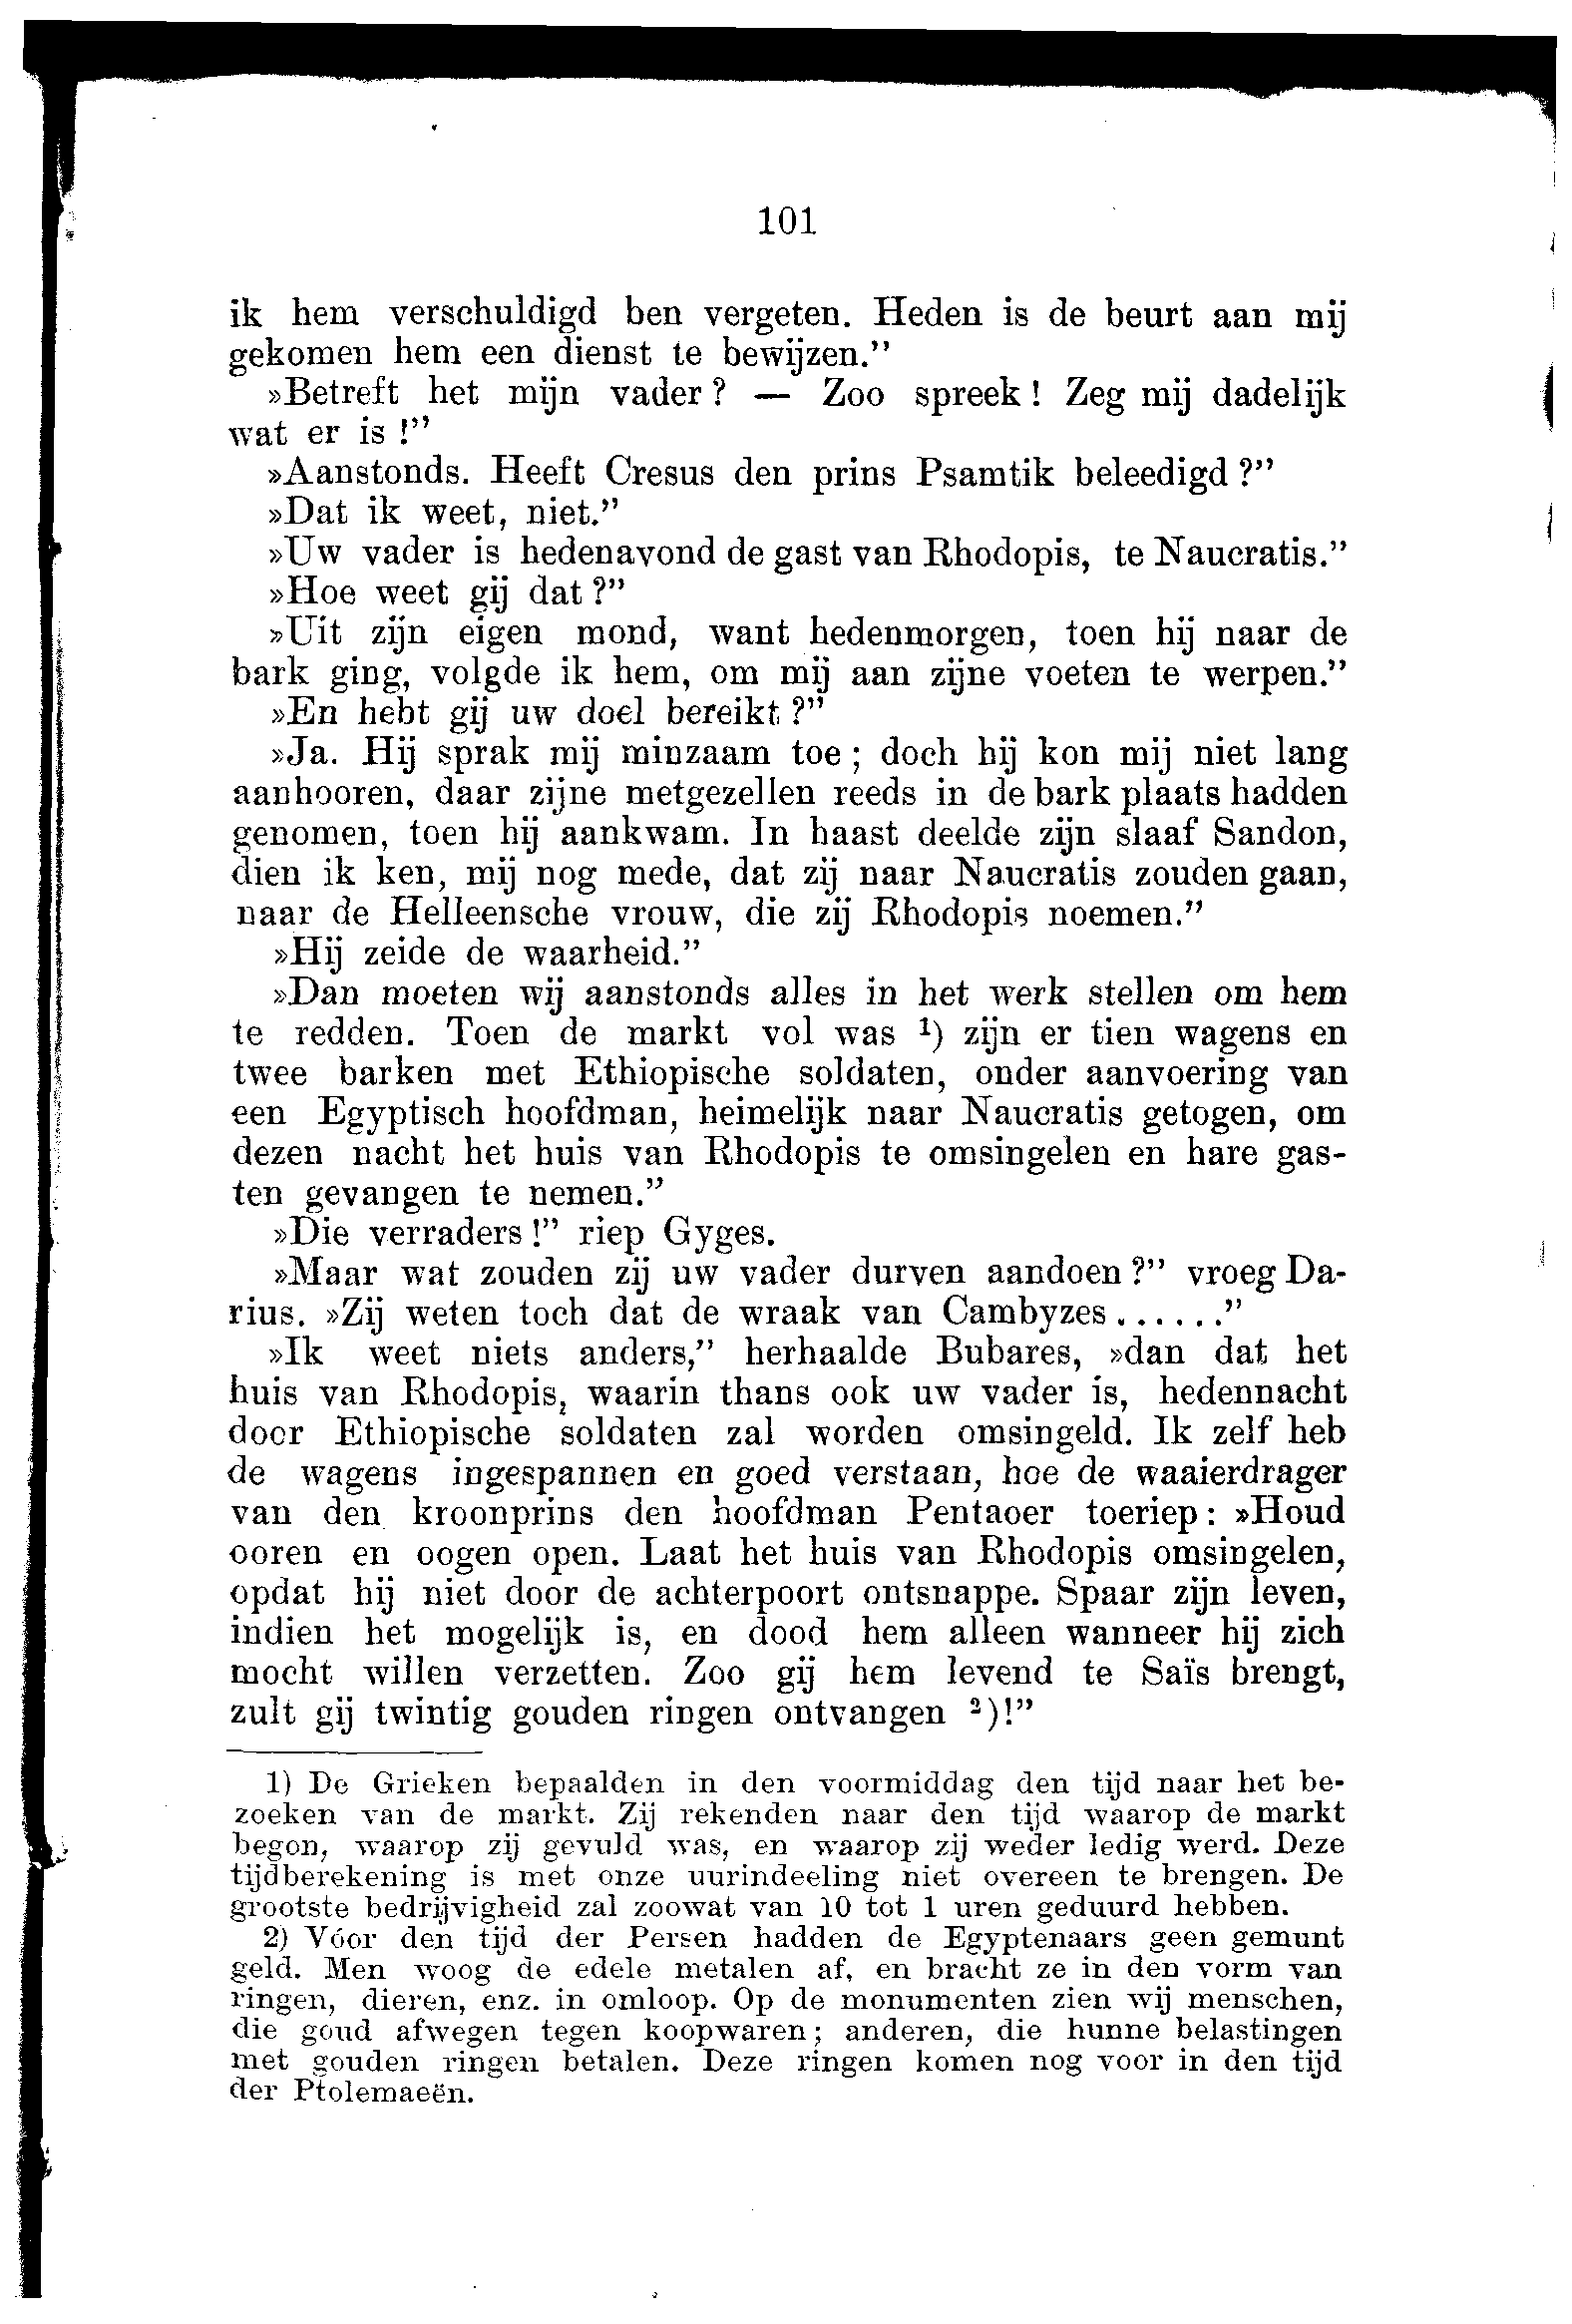 101
ik hem verschuldigd ben vergeten. Heden is de beurt aan mij
gekomen hem een dienst te bewijzen.”
»Betreft het mijn vader? — Zoo spreek! Zeg mij dadelijk
wat er is!”
»Aanstonds. Heeft Cresus den prins Psamtik beleedigd?”
»Dat ik weet, niet.”
»Uw vader is hedenavond de gast van Rhodopis, te Naucratis.”
»Hoe weet gij dat?”
»Uit zijn eigen mond, want hedenmorgen, toen hij naar de
bark ging, volgde ik hem, om mij aan zijne voeten te werpen.”
»En hebt gij uw doel bereikt?”
»Ja. Hij sprak mij minzaam toe; doch hij kon mij niet lang
aanhooren, daar zijne metgezellen reeds in de bark plaats hadden
genomen, toen hij aankwam. In haast deelde zijn slaaf Sandon,
dien ik ken, mij nog mede, dat zij naar Naucratis zouden gaan,
naar de Helleensche vrouw, die zij Rhodopis noemen.”
»Hij zeide de waarheid.”
»Dan moeten wij aanstonds alles in het werk stellen om hem
te redden. Toen de markt vol was ¹) zijn er tien wagens en
twee barken met Ethiopische soldaten, onder aanvoering van
een Egyptisch hoofdman, heimelijk naar Naucratis getogen, om
dezen nacht het huis van Rhodopis te omsingelen en hare gas-
ten gevangen te nemen.”
»Die verraders!” riep Gyges.
»Maar wat zouden zij uw vader durven aandoen?” vroeg Da-
rius. »Zij weten toch dat de wraak van Cambyzes......”
»Ik weet niets anders,” herhaalde Bubares, »dan dat het
huis van Rhodopis, waarin thans ook uw vader is, hedennacht
door Ethiopische soldaten zal worden omsingeld. Ik zelf heb
de wagens ingespannen en goed verstaan, hoe de waaierdrager
van den kroonprins den hoofdman Pentaoer toeriep: »Houd
ooren en oogen open. Laat het huis van Rhodopis omsingelen,
opdat hij niet door de achterpoort ontsnappe. Spaar zijn leven,
indien het mogelijk is, en dood hem alleen wanneer hij zich
mocht willen verzetten. Zoo gij hem levend te Saïs brengt,
zult gij twintig gouden ringen ontvangen ²)!”
1) De Grieken bepaalden in den voormiddag den tijd naar het be-
zoeken van de markt. Zij rekenden naar den tijd waarop de markt
begon, waarop zij gevuld was, en waarop zij weder ledig werd. Deze
tijdberekening is met onze uurindeeling niet overeen te brengen. De
grootste bedrijvigheid zal zoowat van 10 tot 1 uren geduurd hebben.
2) Vóor den tijd der Persen hadden de Egyptenaars geen gemunt
geld. Men woog de edele metalen af, en bracht ze in den vorm van
ringen, dieren, enz. in omloop. Op de monumenten zien wij menschen,
die goud afwegen tegen koopwaren; anderen, die hunne belastingen
met gouden ringen betalen. Deze ringen komen nog voor in den tijd
der Ptolemaeën.